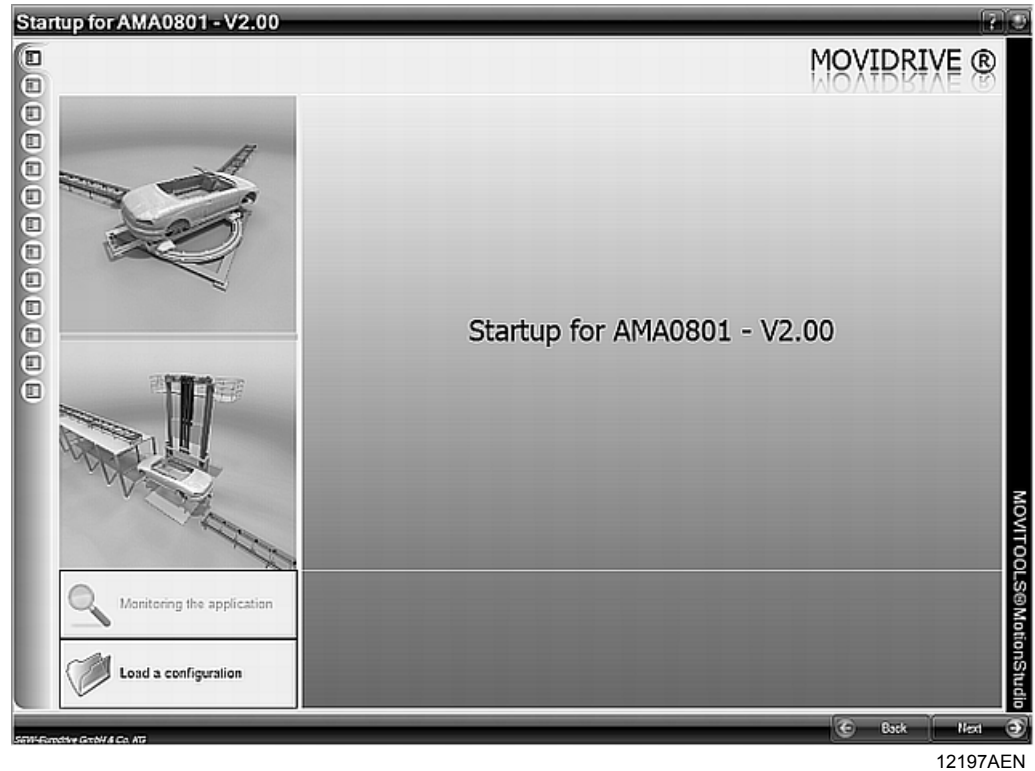 Startup for AMA0801 - V2.00
?
MOVIDRIVE ®
Startup for AMA0801 - V2.00
Monitoring the application
Load a configuration
MOVITOOLS®MotionStudio
Back
Next
SEW-Eurodrive GmbH & Co. KG
12197AEN